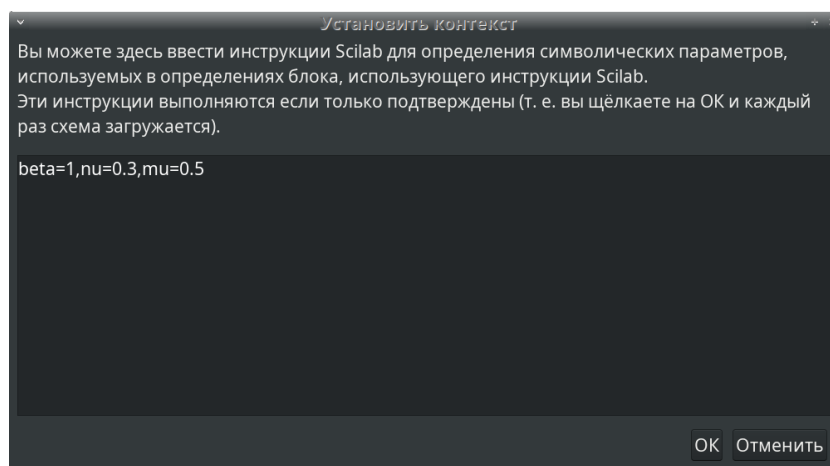 Установить контекст
Вы можете здесь ввести инструкции Scilab для определения символических параметров,
используемых в определениях блока, использующего инструкции Scilab.
Эти инструкции выполняются если только подтверждены (т. е. вы щёлкаете на ОК и каждый
раз схема загружается).
beta=1,nu=0.3,mu=0.5
ОК Отменить